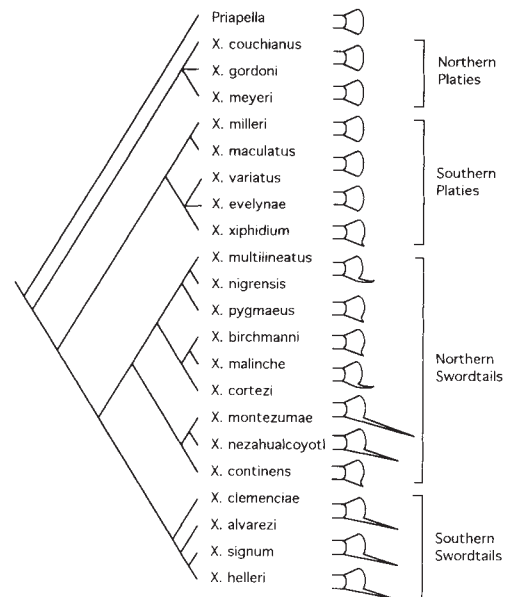 Priapella
X. couchianus
X. gordoni
X. meyeri
Northern
Platies
X. milleri
X. maculatus
X. variatus
X. evelynae
X. xiphidium
Southern
Platies
X. multilineatus
X. nigrensis
X. pygmaeus
X. birchmanni
X. malinche
X. cortezi
X. montezumae
X. nezahualcoyotl
X. continens
Northern
Swordtails
X. clemenciae
X. alvarezi
X. signum
X. helleri
Southern
Swordtails